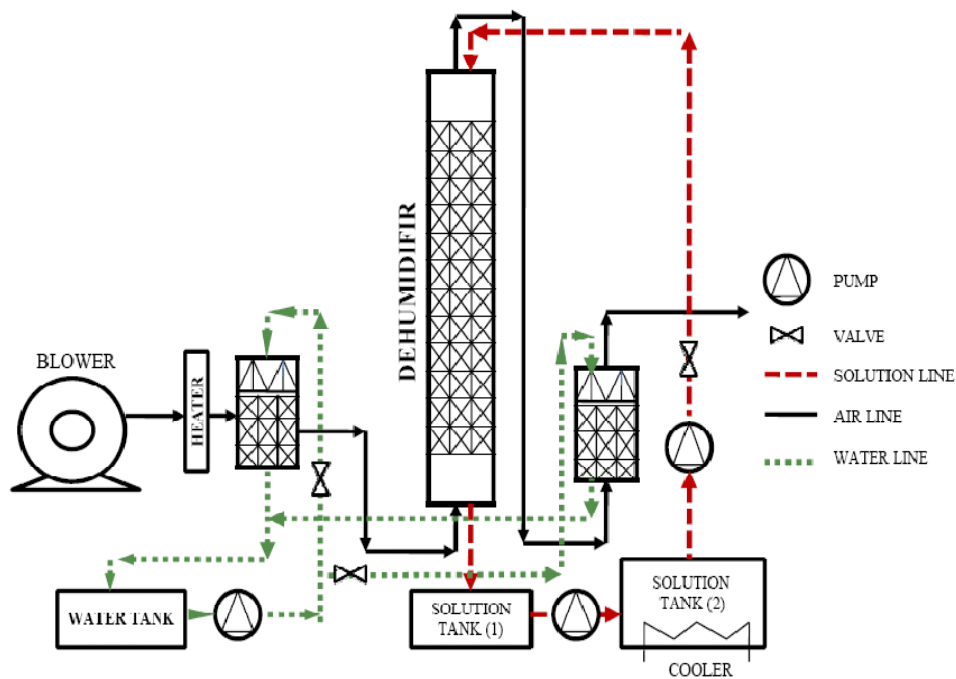 DEHUMIDIFIR
PUMP
VALVE
BLOWER
HEATER
SOLUTION LINE
AIR LINE
WATER LINE
WATER TANK
SOLUTION
TANK (1)
SOLUTION
TANK (2)
COOLER